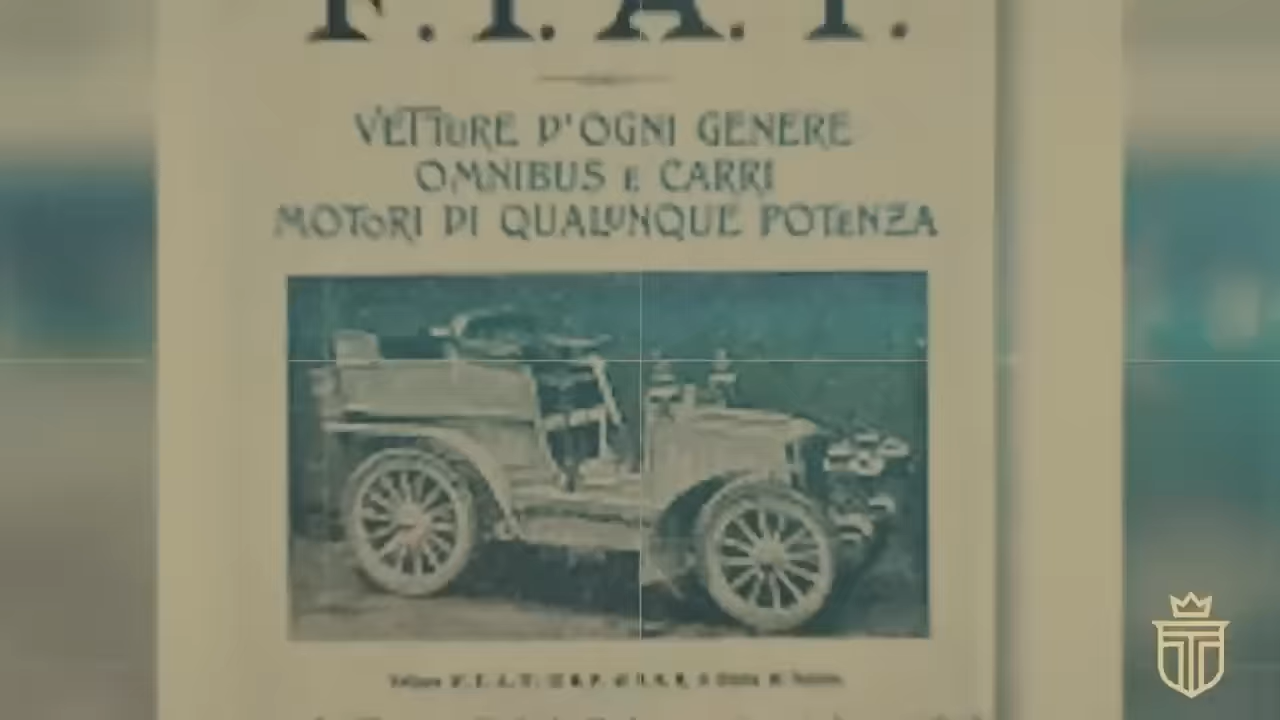 F.I.A.T.
VETTURE D'OGNI GENERE
OMNIBUS E CARRI
MOTORI DI QUALUNQUE POTENZA